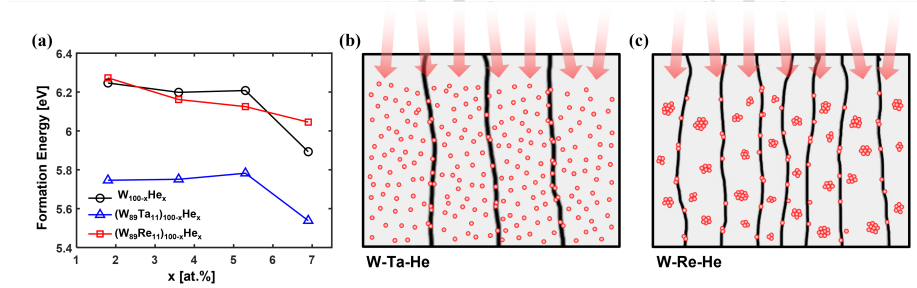 (a)
6.4
6.2
6
5.8
5.6
5.4
Formation Energy [eV]
W100-xHex
(W89Ta11)100-xHex
(W89Re11)100-xHex
1 2 3 4 5 6 7
x [at.%]
(b)
W-Ta-He
(c)
W-Re-He